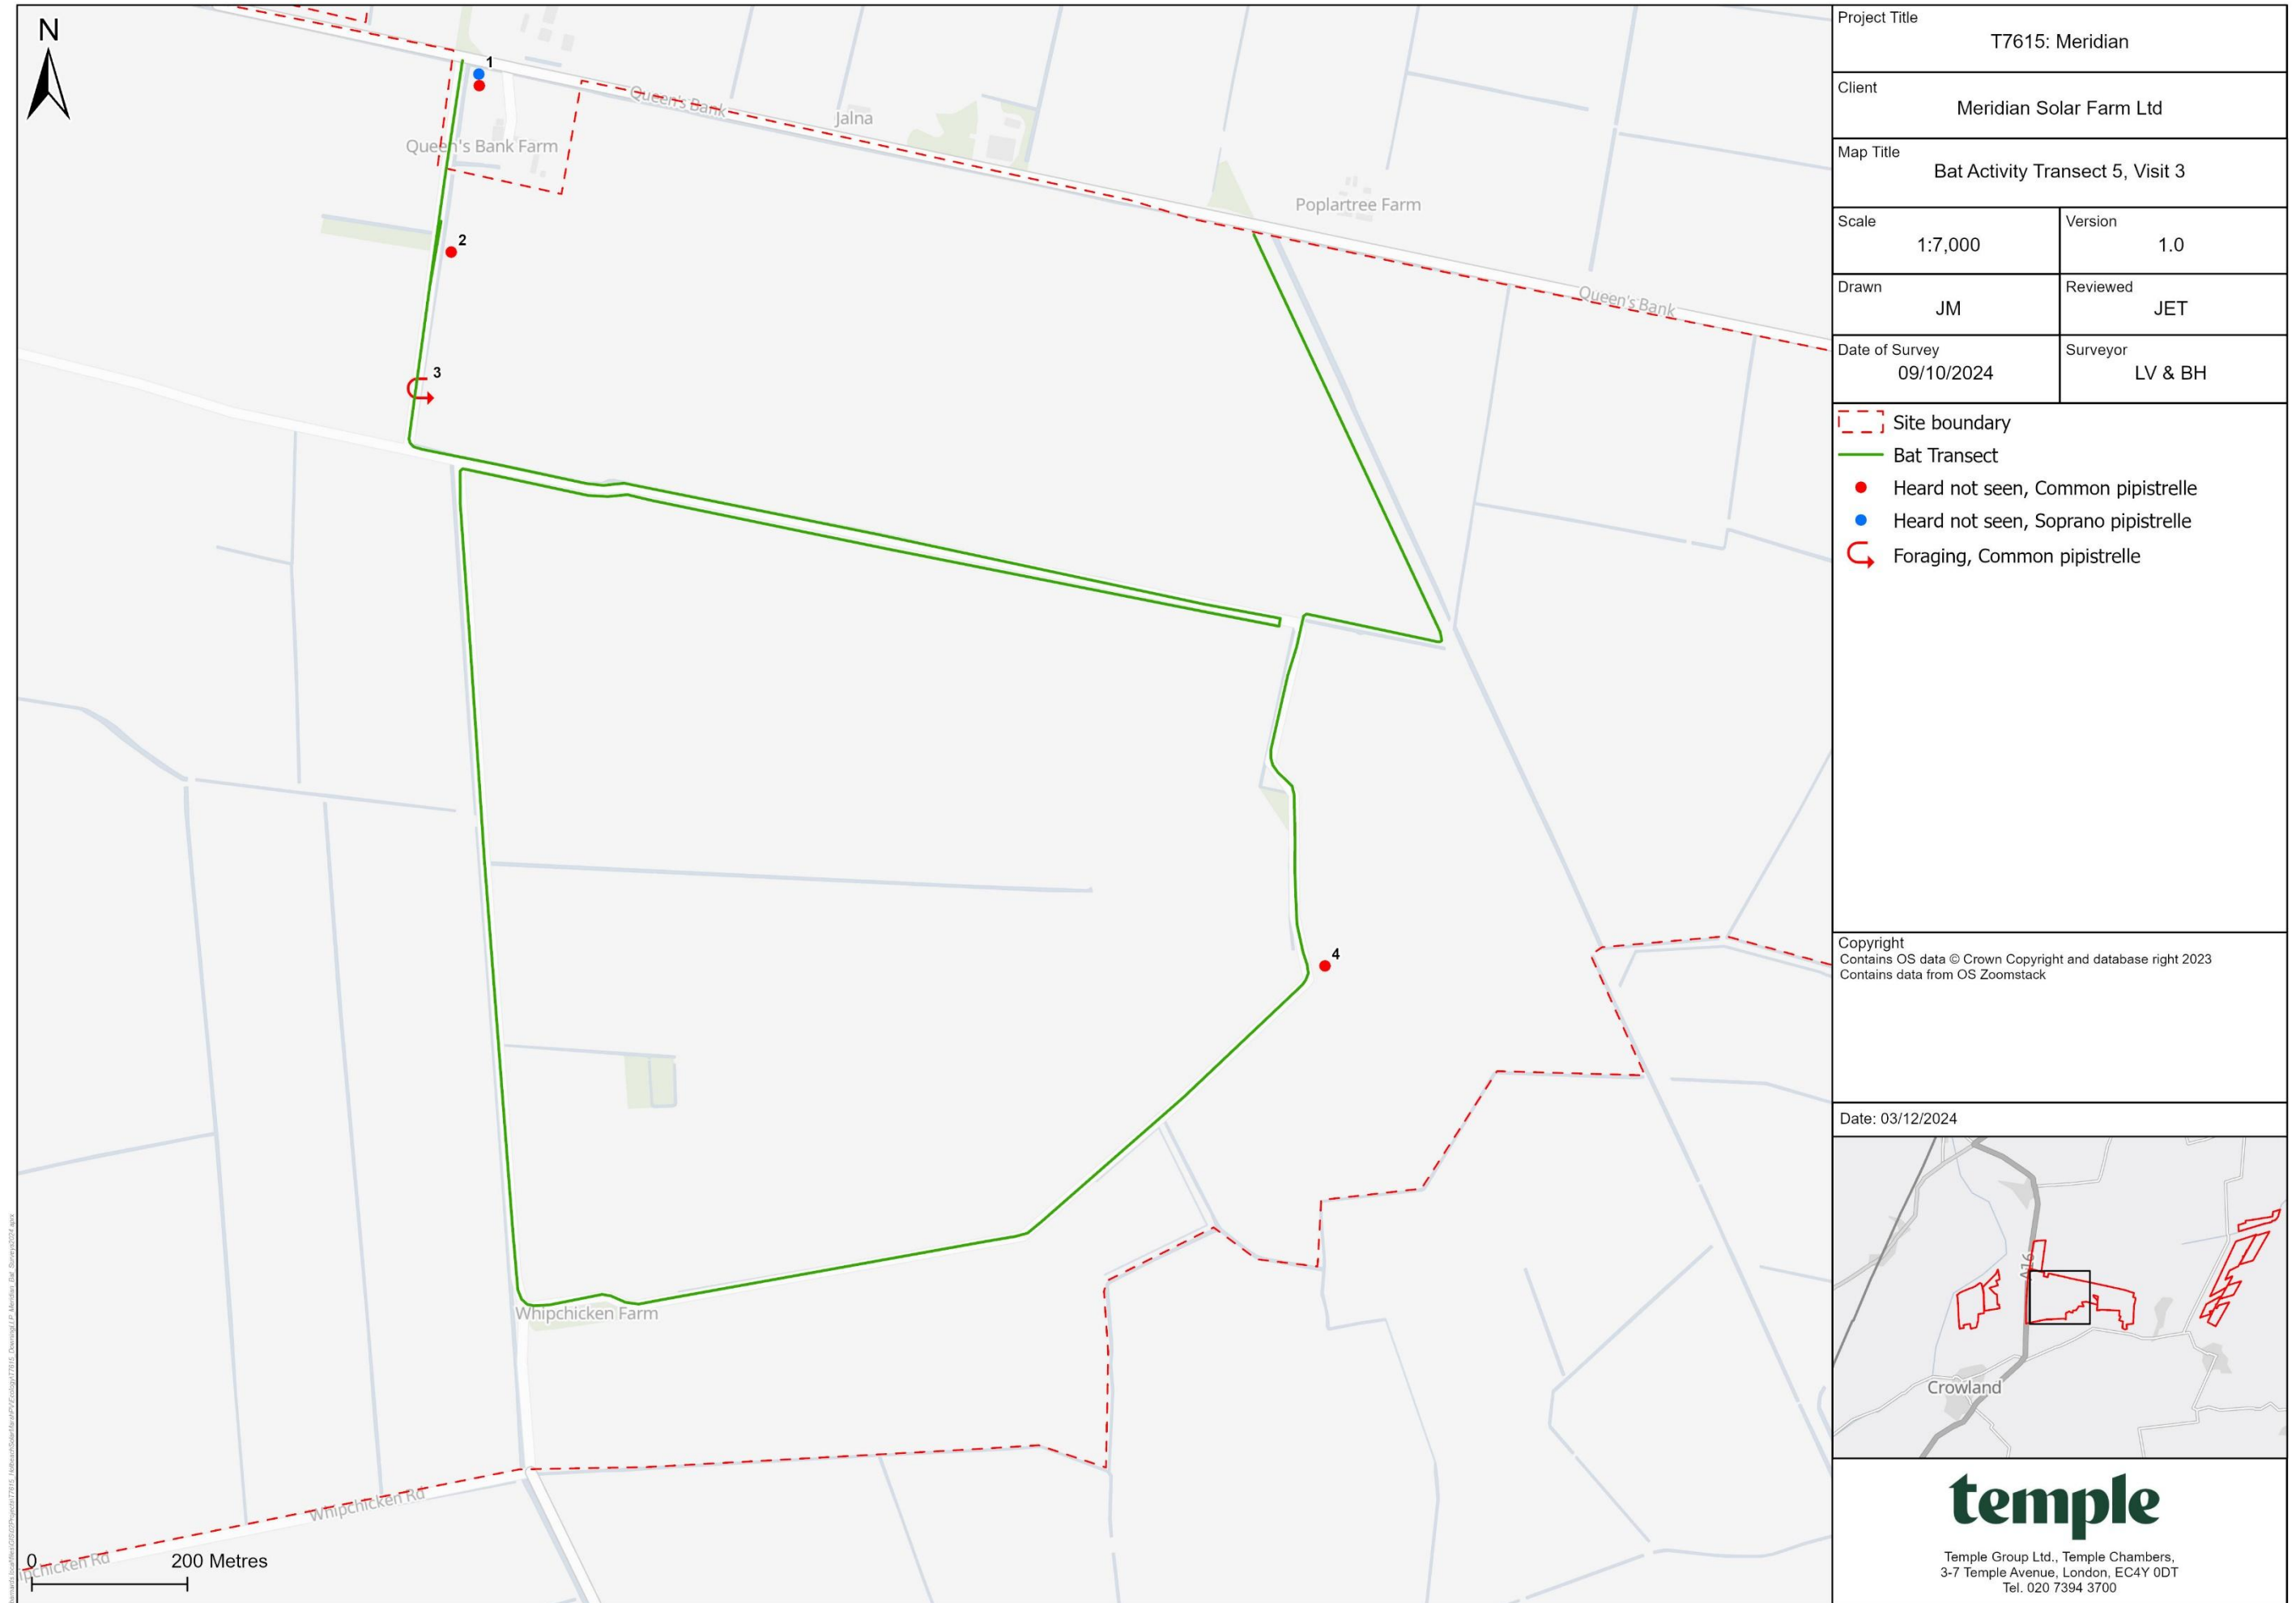 N
1
Queen's Bank
Jalna
Queen's Bank Farm
Poplartree Farm
2
Queen's Bank
3
4
Whipchicken Farm
Whipchicken Rd
ipchicken Rd
0
200 Metres
Project Title
T7615: Meridian
Client
Meridian Solar Farm Ltd
Map Title
Bat Activity Transect 5, Visit 3
Scale
1:7,000
Version
1.0
Drawn
JM
Reviewed
JET
Date of Survey
09/10/2024
Surveyor
LV & BH
Site boundary
Bat Transect
Heard not seen, Common pipistrelle
Heard not seen, Soprano pipistrelle
Foraging, Common pipistrelle
Copyright
Contains OS data © Crown Copyright and database right 2023
Contains data from OS Zoomstack
Date: 03/12/2024
A16
Crowland
temple
Temple Group Ltd., Temple Chambers,
3-7 Temple Avenue, London, EC4Y 0DT
Tel. 020 7394 3700